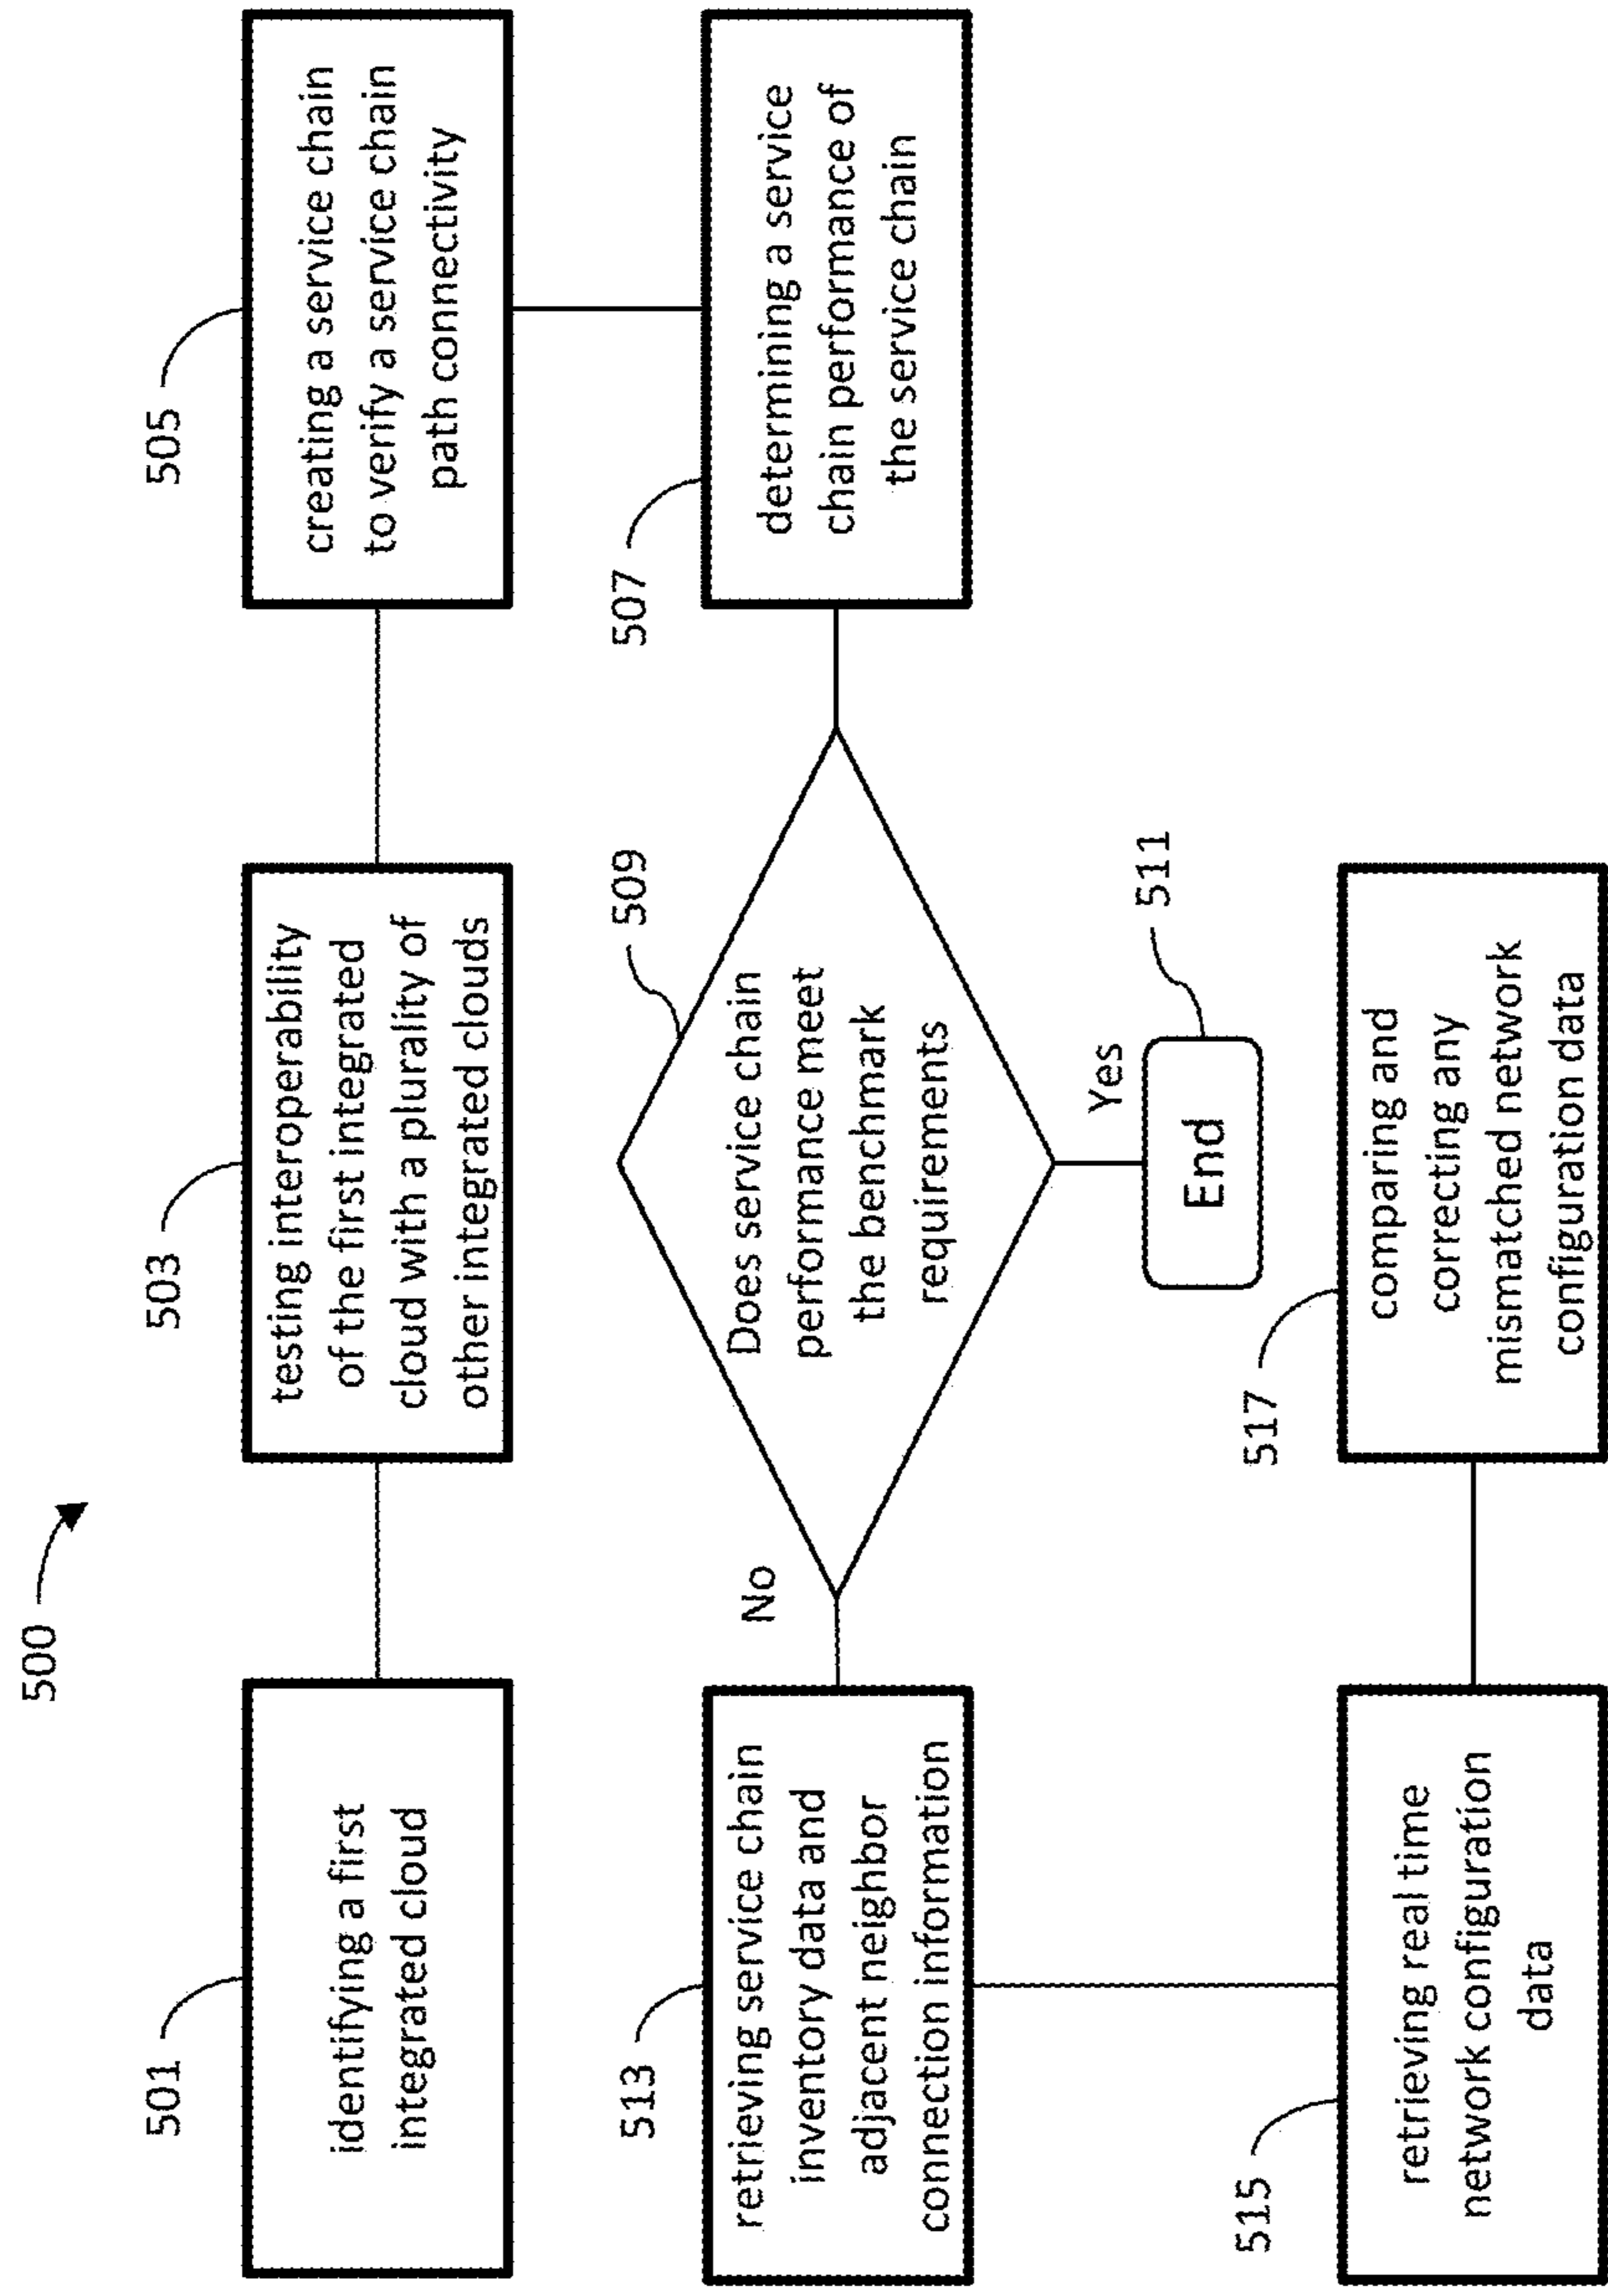 500
501
identifying a first
integrated cloud
503
testing interoperability
of the first integrated
cloud with a plurality of
other integrated clouds
505
creating a service chain
to verify a service chain
path connectivity
507
determining a service
chain performance of
the service chain
509
Does service chain
performance meet
the benchmark
requirements
Yes
511
End
No
513
retrieving service chain
inventory data and
adjacent neighbor
connection information
515
retrieving real time
network configuration
data
517
comparing and
correcting any
mismatched network
configuration data